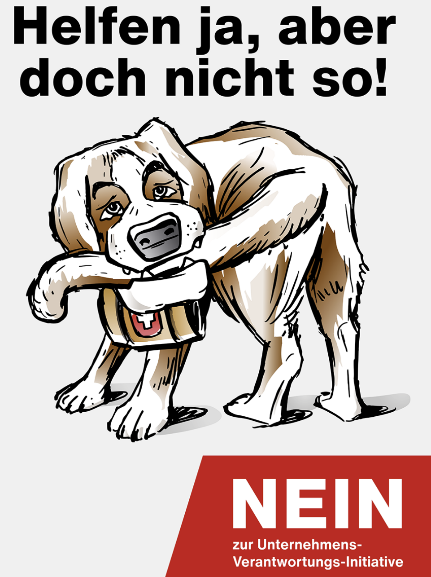 Helfen ja, aber
doch nicht so!
NEIN
zur Unternehmens-
Verantwortungs-Initiative